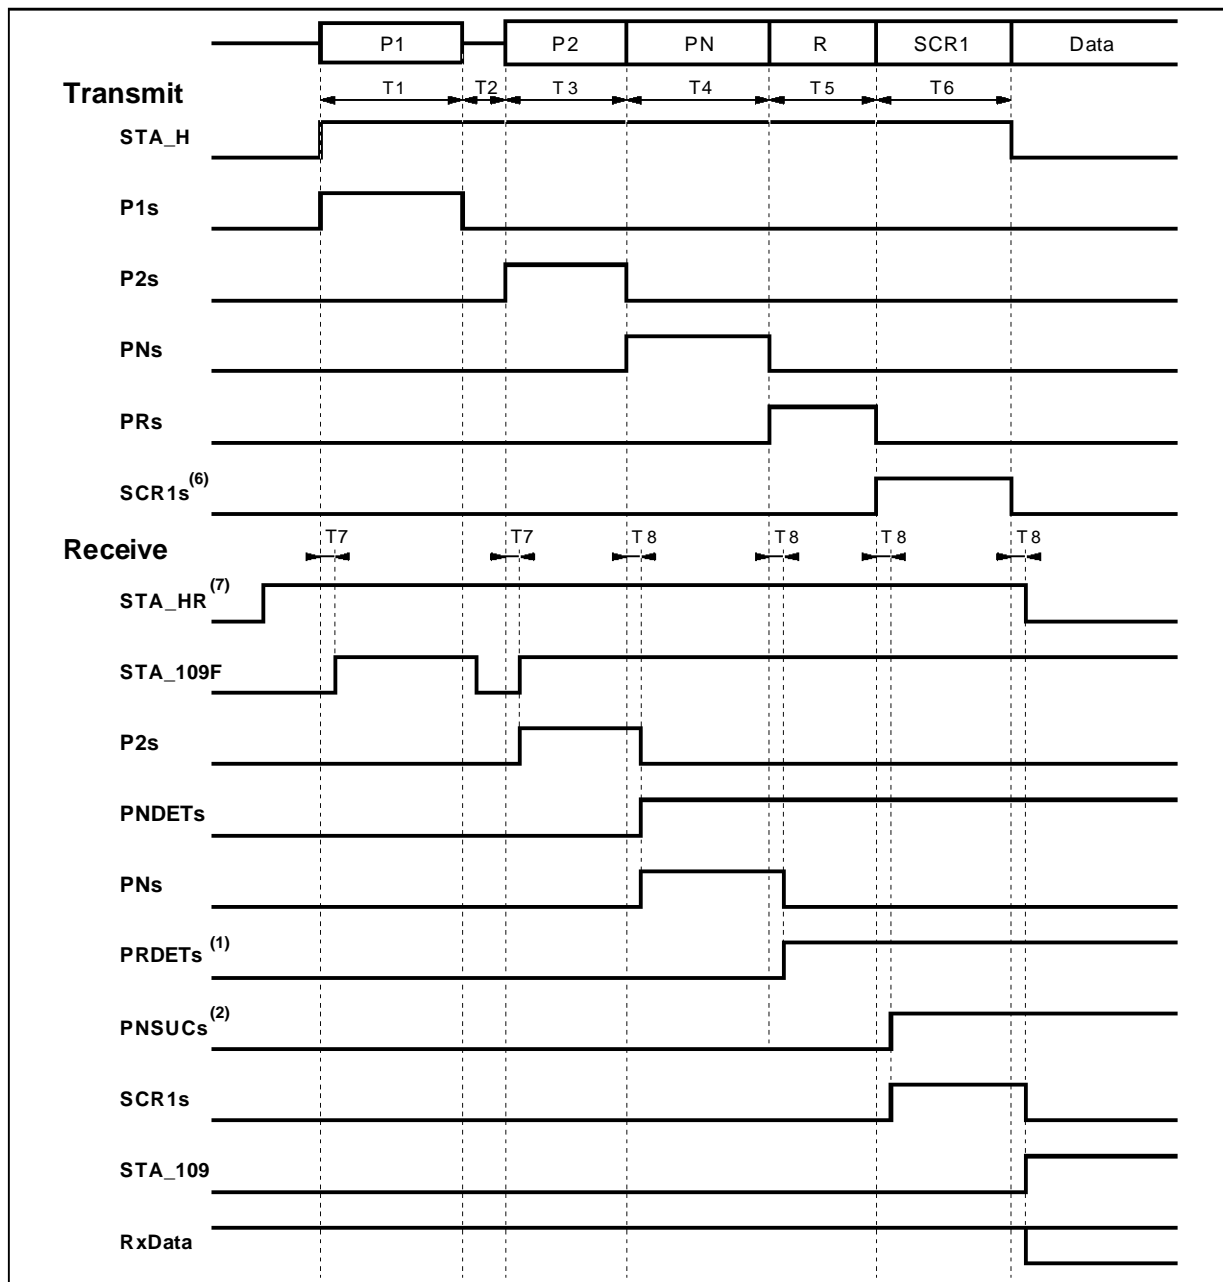 P1 P2 PN R SCR1 Data
Transmit
T1 T2 T3 T4 T5 T6
STA_H
P1s
P2s
PNs
PRs
SCR1s(6)
Receive
T7 T7 T8 T8 T8 T8
STA_HR(7)
STA_109F
P2s
PNDETs
PNs
PRDETs (1)
PNSUCs(2)
SCR1s
STA_109
RxData